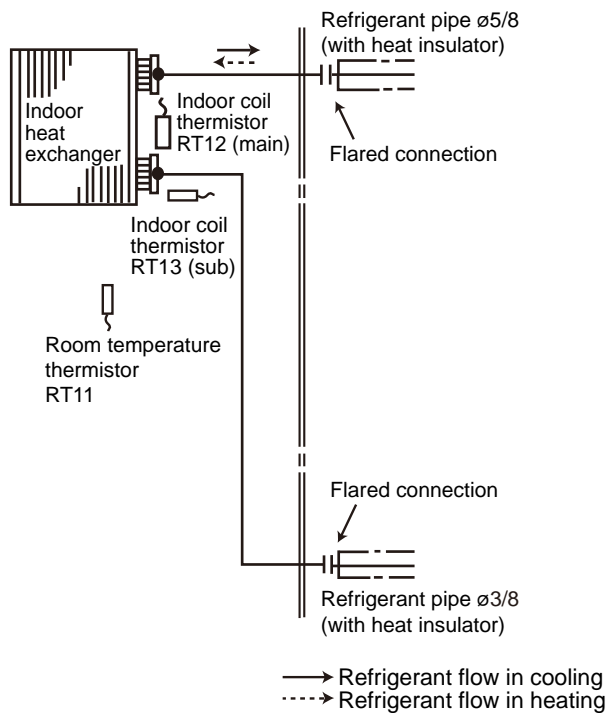 Refrigerant pipe ø5/8
(with heat insulator)
Indoor
heat
exchanger
Indoor coil
thermistor
RT12 (main)
Flared connection
Indoor coil
thermistor
RT13 (sub)
Room temperature
thermistor
RT11
Flared connection
Refrigerant pipe ø3/8
(with heat insulator)
Refrigerant flow in cooling
Refrigerant flow in heating